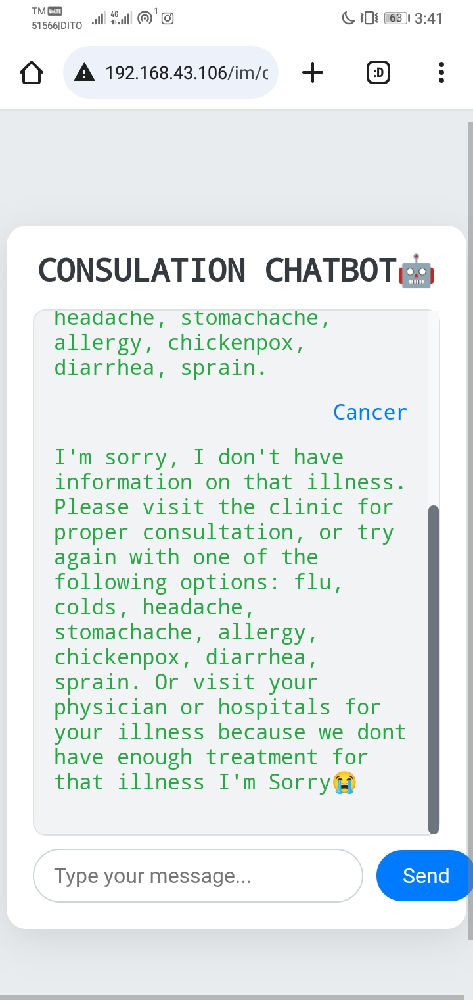 TM VoLTE
51566|DITO 4G 1 63 3:41
192.168.43.106/im/c :D
CONSULATION CHATBOT🤖
headache, stomachache,
allergy, chickenpox,
diarrhea, sprain.
Cancer
I'm sorry, I don't have
information on that illness.
Please visit the clinic for
proper consultation, or try
again with one of the
following options: flu,
colds, headache,
stomachache, allergy,
chickenpox, diarrhea,
sprain. Or visit your
physician or hospitals for
your illness because we dont
have enough treatment for
that illness I'm Sorry😭
Type your message... Send